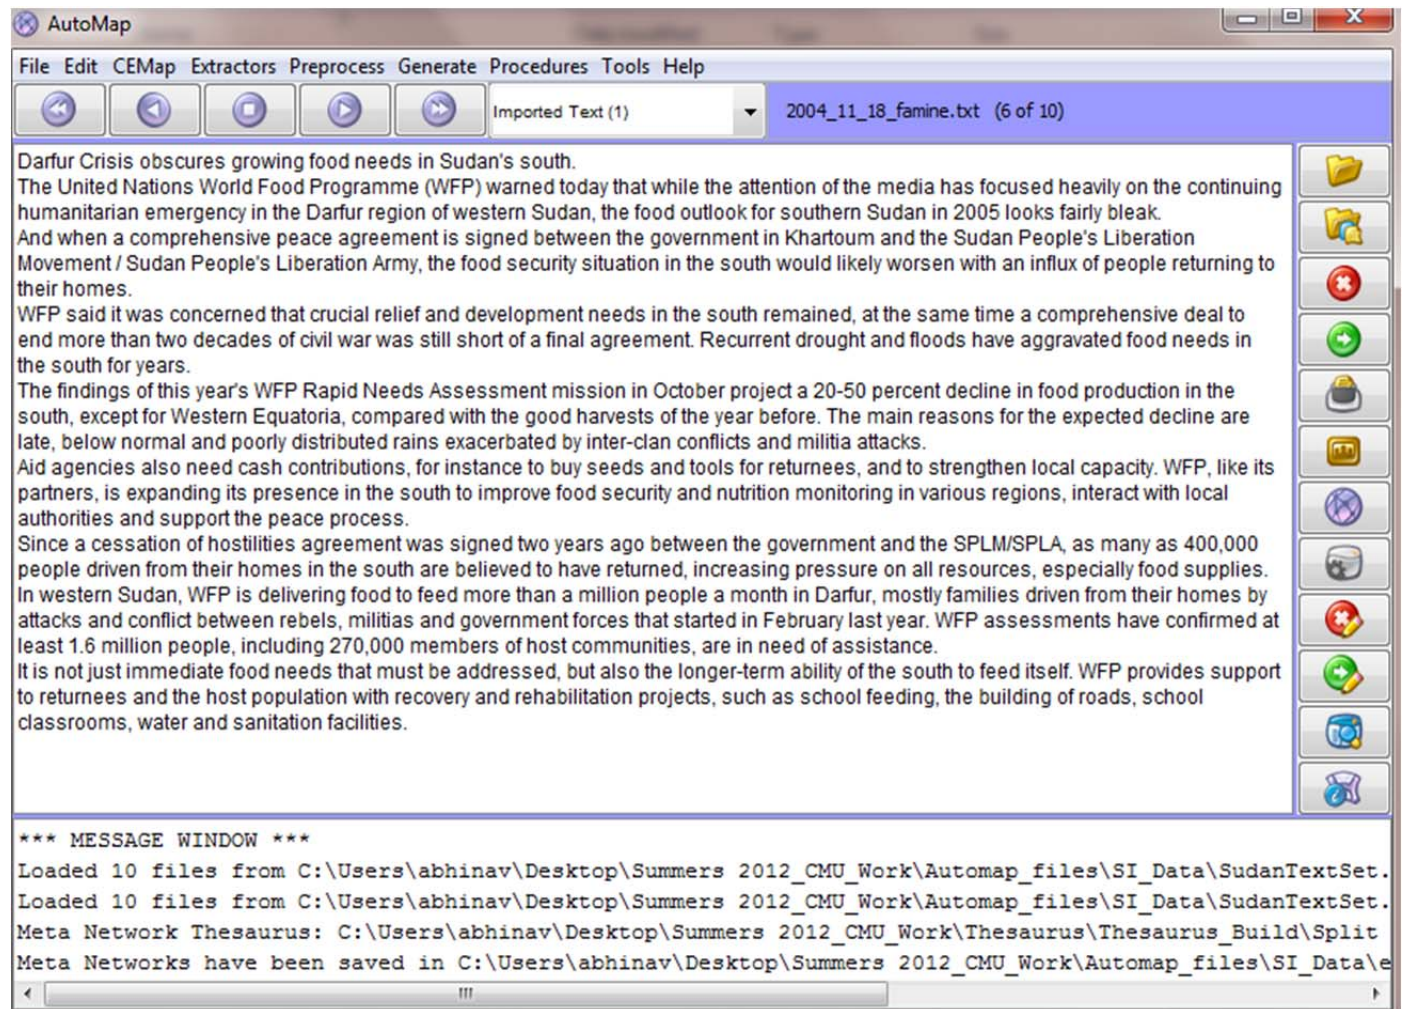 AutoMap
File Edit CEMap Extractors Preprocess Generate Procedures Tools Help
Imported Text (1) 2004_11_18_famine.txt (6 of 10)
Darfur Crisis obscures growing food needs in Sudan's south.
The United Nations World Food Programme (WFP) warned today that while the attention of the media has focused heavily on the continuing
humanitarian emergency in the Darfur region of western Sudan, the food outlook for southern Sudan in 2005 looks fairly bleak.
And when a comprehensive peace agreement is signed between the government in Khartoum and the Sudan People's Liberation
Movement / Sudan People's Liberation Army, the food security situation in the south would likely worsen with an influx of people returning to
their homes.
WFP said it was concerned that crucial relief and development needs in the south remained, at the same time a comprehensive deal to
end more than two decades of civil war was still short of a final agreement. Recurrent drought and floods have aggravated food needs in
the south for years.
The findings of this year's WFP Rapid Needs Assessment mission in October project a 20-50 percent decline in food production in the
south, except for Western Equatoria, compared with the good harvests of the year before. The main reasons for the expected decline are
late, below normal and poorly distributed rains exacerbated by inter-clan conflicts and militia attacks.
Aid agencies also need cash contributions, for instance to buy seeds and tools for returnees, and to strengthen local capacity. WFP, like its
partners, is expanding its presence in the south to improve food security and nutrition monitoring in various regions, interact with local
authorities and support the peace process.
Since a cessation of hostilities agreement was signed two years ago between the government and the SPLM/SPLA, as many as 400,000
people driven from their homes in the south are believed to have returned, increasing pressure on all resources, especially food supplies.
In western Sudan, WFP is delivering food to feed more than a million people a month in Darfur, mostly families driven from their homes by
attacks and conflict between rebels, militias and government forces that started in February last year. WFP assessments have confirmed at
least 1.6 million people, including 270,000 members of host communities, are in need of assistance.
It is not just immediate food needs that must be addressed, but also the longer-term ability of the south to feed itself. WFP provides support
to returnees and the host population with recovery and rehabilitation projects, such as school feeding, the building of roads, school
classrooms, water and sanitation facilities.
*** MESSAGE WINDOW ***
Loaded 10 files from C:\Users\abhinav\Desktop\Summers 2012_CMU_Work\Automap_files\SI_Data\SudanTextSet.
Loaded 10 files from C:\Users\abhinav\Desktop\Summers 2012_CMU_Work\Automap_files\SI_Data\SudanTextSet.
Meta Network Thesaurus: C:\Users\abhinav\Desktop\Summers 2012_CMU_Work\Thesaurus\Thesaurus_Build\Split
Meta Networks have been saved in C:\Users\abhinav\Desktop\Summers 2012_CMU_Work\Automap_files\SI_Data\e